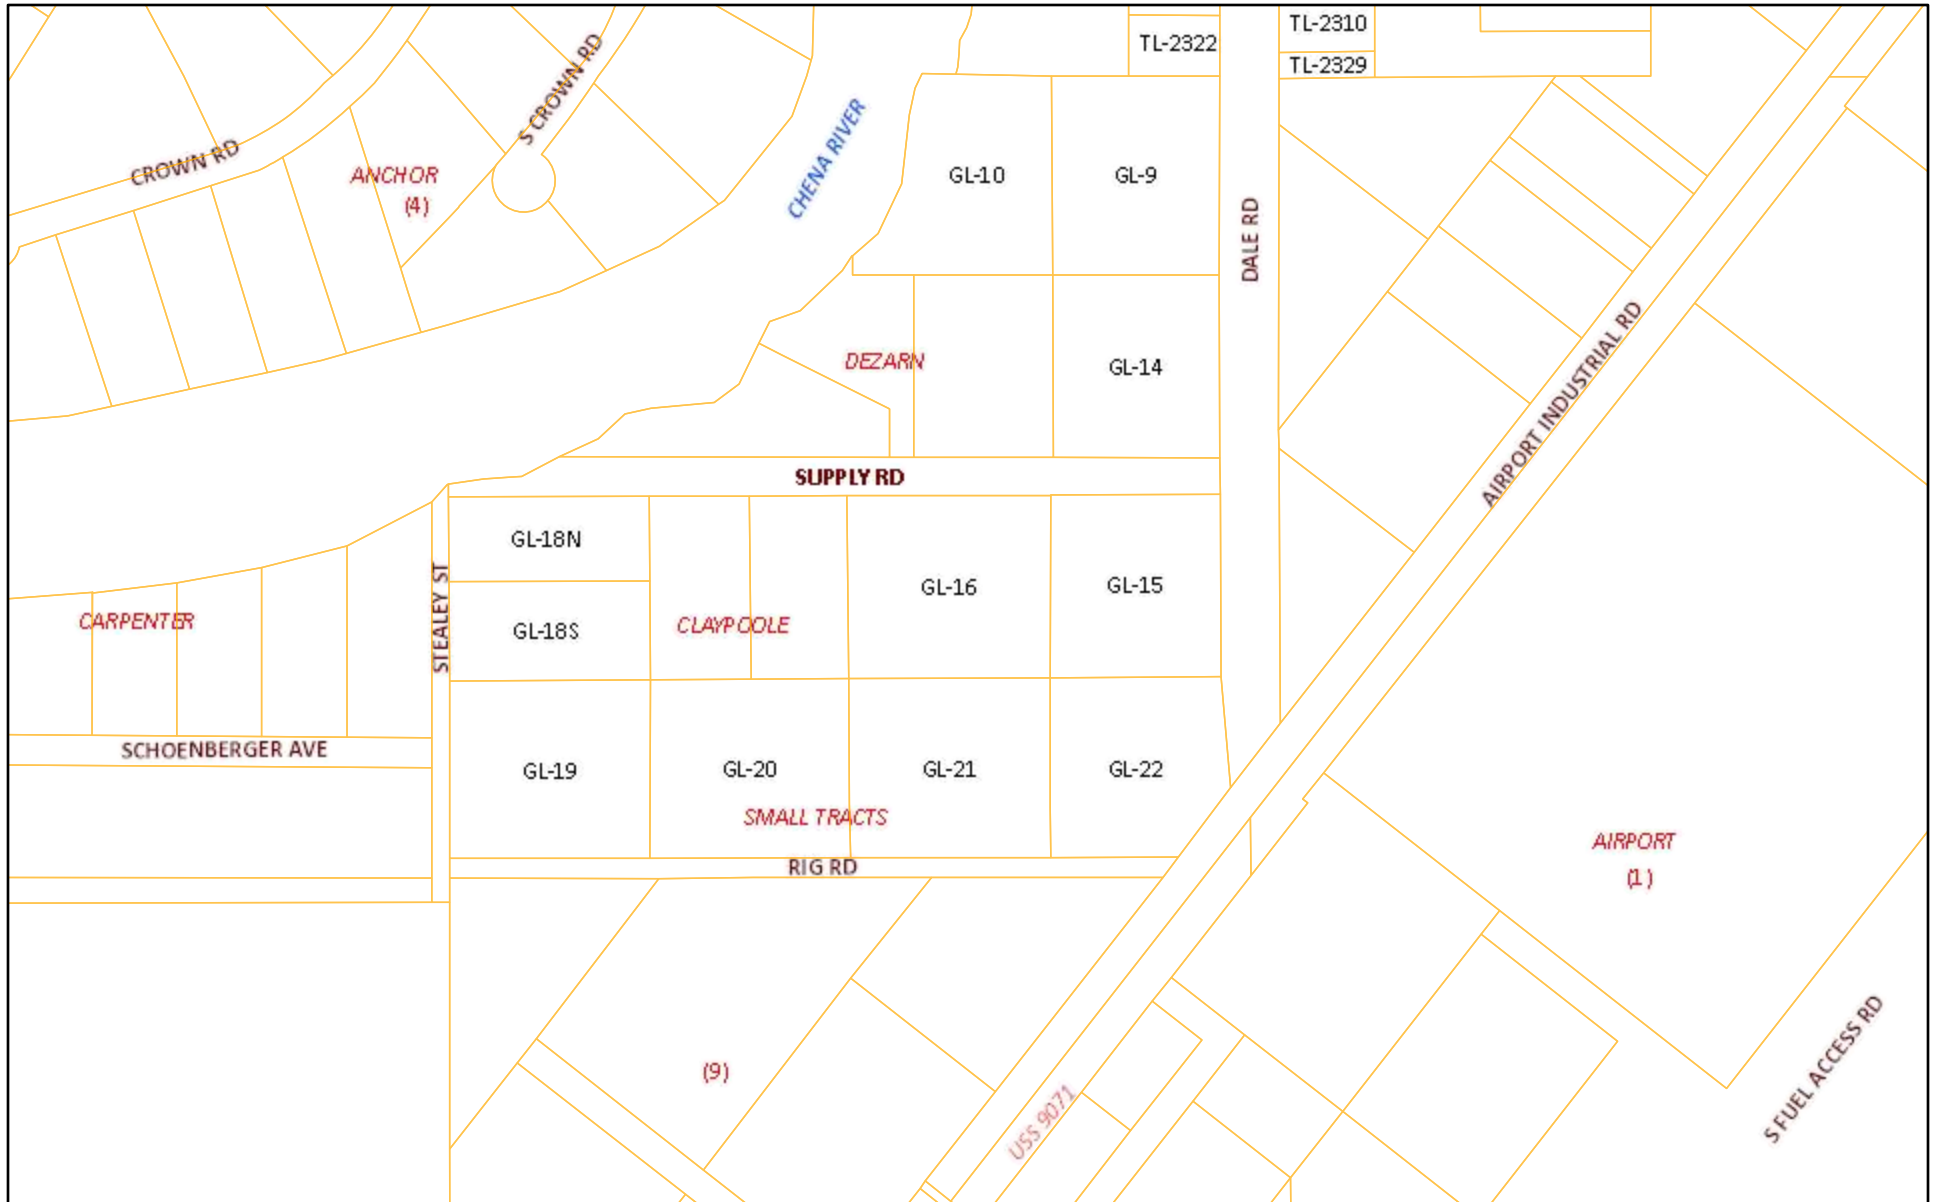 TL-2310
TL-2322
TL-2329
S CROWN RD
CROWN RD
ANCHOR
(4)
CHENA RIVER
GL-10
GL-9
DALE RD
DEZARN
GL-14
AIRPORT INDUSTRIAL RD
SUPPLY RD
GL-18N
GL-16
GL-15
STEALEY ST
CARPENTER
GL-18S
CLAYPOOLE
SCHOENBERGER AVE
GL-19
GL-20
GL-21
GL-22
SMALL TRACTS
RIG RD
AIRPORT
(1)
(9)
USS 9071
S FUEL ACCESS RD